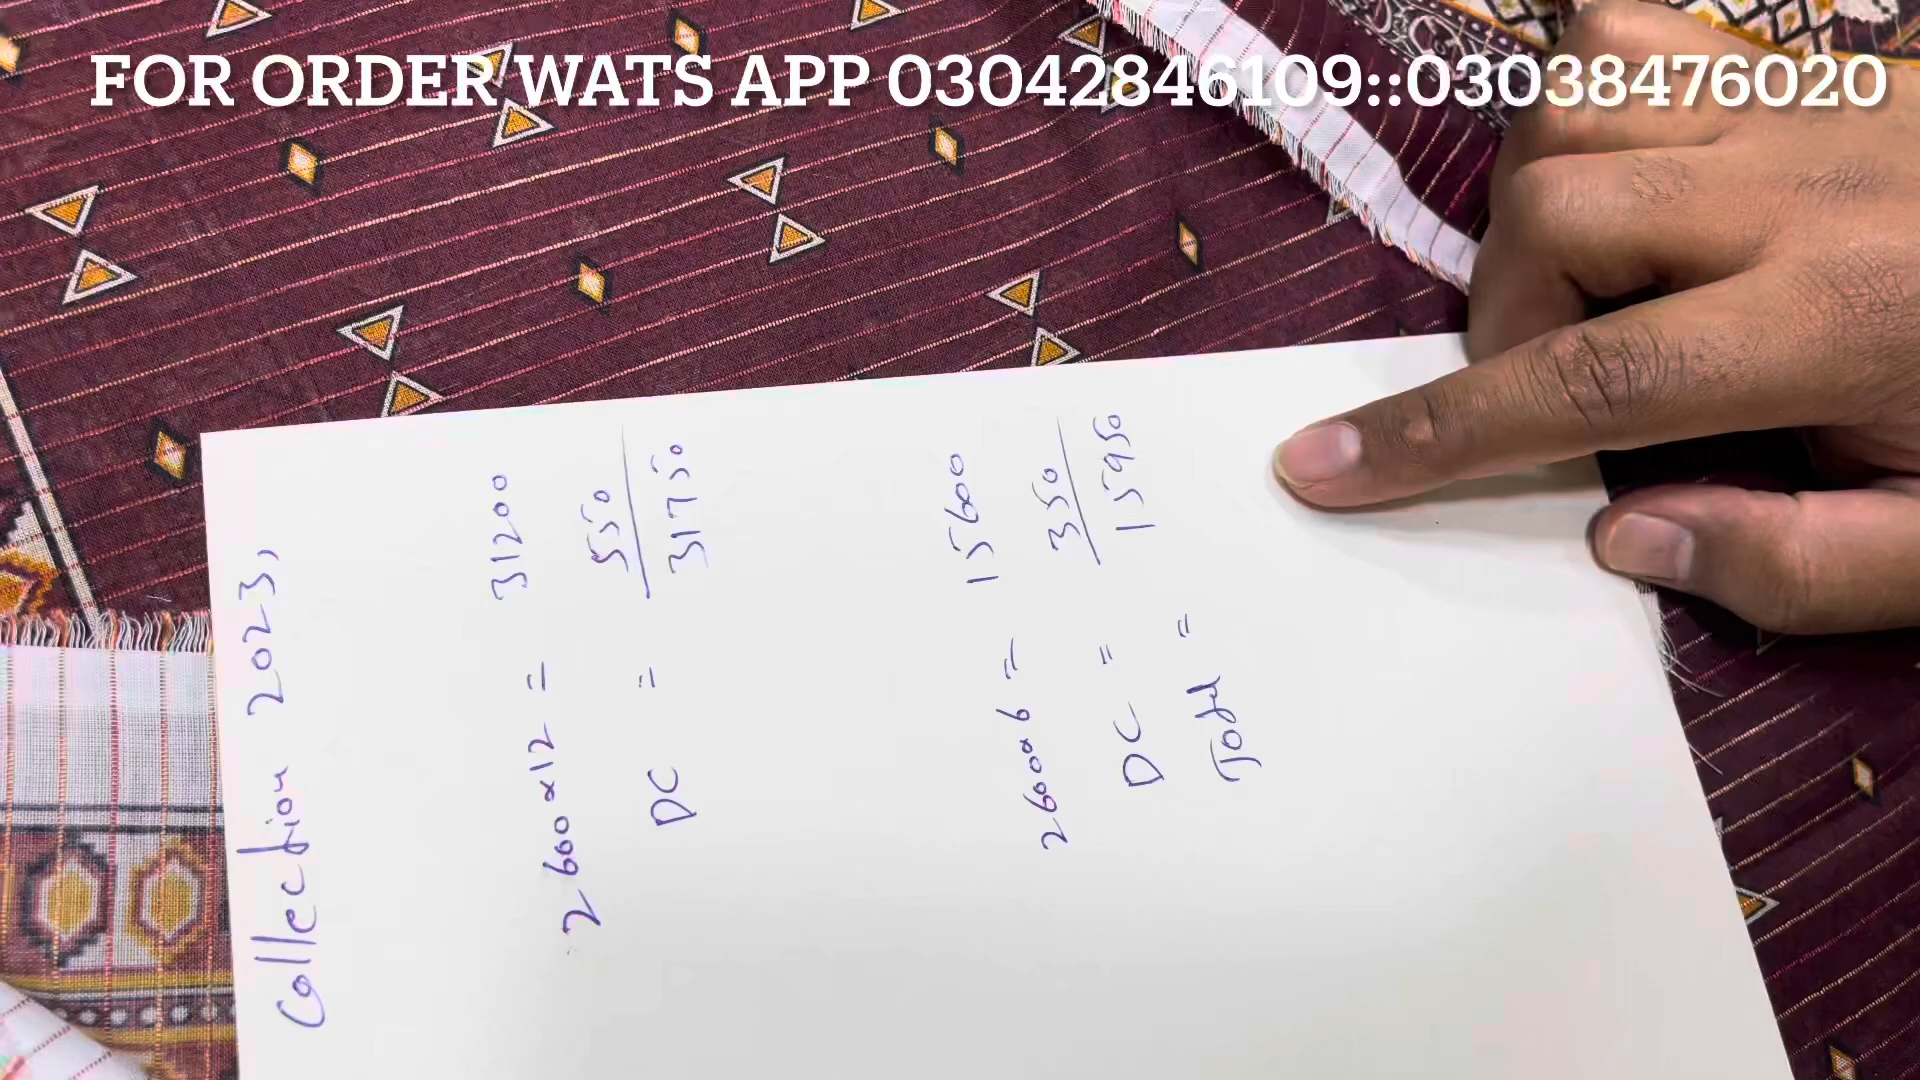 FOR ORDER WATS APP 03042846109::03038476020
Collection 2023,
2600x12 = 31200
DC = 550
31750
2600x6 = 15600
DC = 350
Total = 15950